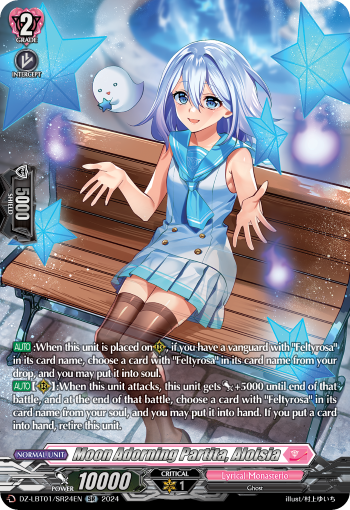 2
GRADE
INTERCEPT
5000
SHIELD
AUTO:When this unit is placed on R, if you have a vanguard with "Feltyrosa"
in its card name, choose a card with "Feltyrosa" in its card name from your
drop, and you may put it into soul.
AUTO【R】:When this unit attacks, this unit gets +5000 until end of that
battle, and at the end of that battle, choose a card with "Feltyrosa" in its
card name from your soul, and you may put it into hand. If you put a card
into hand, retire this unit.
NORMAL UNIT
Moon Adorning Partita, Aloisia
Lyrical Monasterio
POWER 10000
CRITICAL
1
Ghost
D DZ-LBT01/SR24EN SR 2024
illust/村上ゆいち